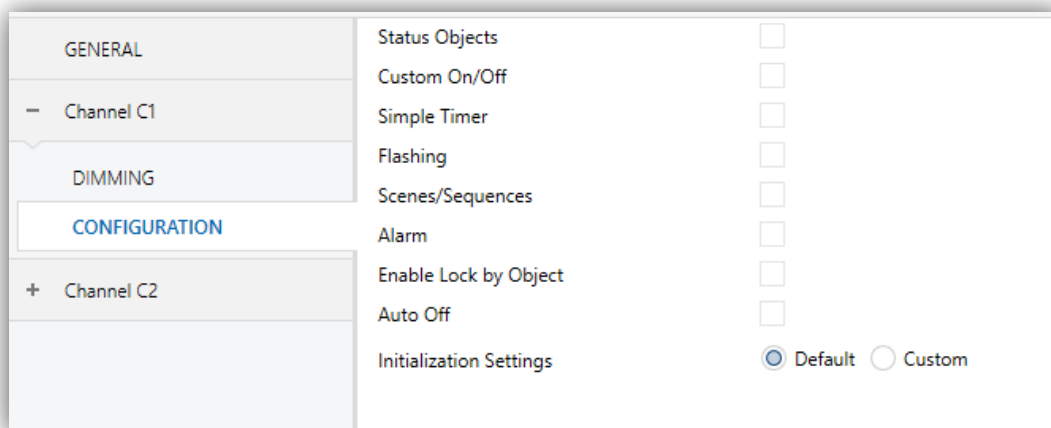 GENERAL
− Channel C1
DIMMING
CONFIGURATION
+ Channel C2
Status Objects
Custom On/Off
Simple Timer
Flashing
Scenes/Sequences
Alarm
Enable Lock by Object
Auto Off
Initialization Settings Default Custom